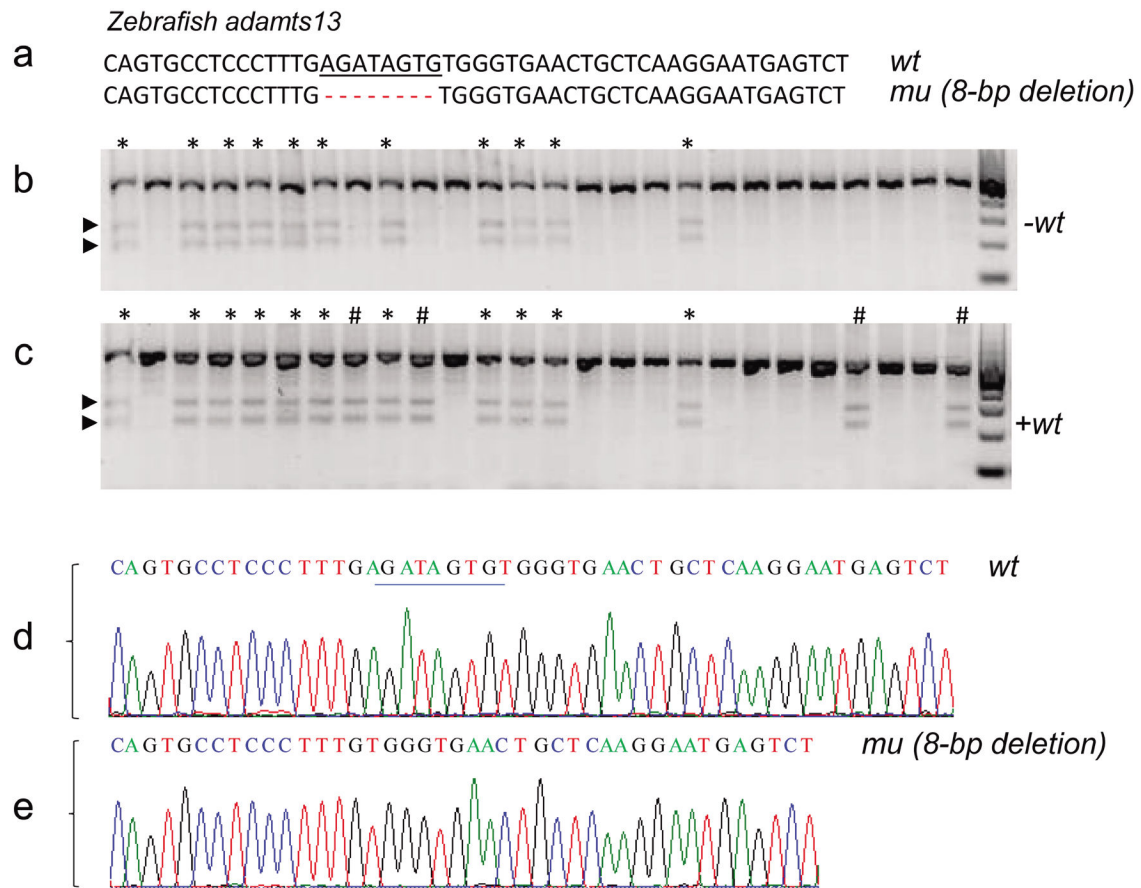 Zebrafish adamts13
a
CAGTGCCTCCCTTTGAGATAGTGTGGGTGAACTGCTCAAGGAATGAGTCT wt
CAGTGCCTCCCTTTG--------TGGGTGAACTGCTCAAGGAATGAGTCT mu (8-bp deletion)
* * * * * * * * * * *
b
-wt
* * * * * * # * # * * * * # #
c
+wt
CAGTGCCTCCCTTTGAGATAGTGTGGGTGAACTGCTCAAGGAATGAGTCT wt
d
CAGTGCCTCCCTTTGTGGGTGAACTGCTCAAGGAATGAGTCT mu (8-bp deletion)
e